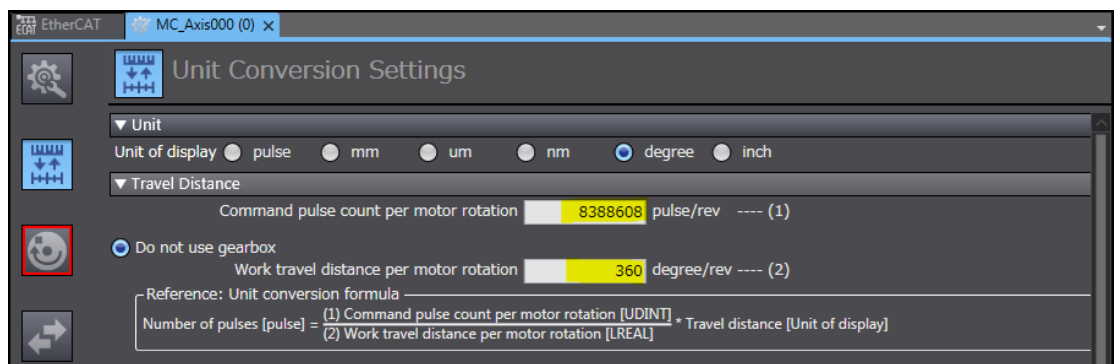 EtherCAT MC_Axis000 (0) ×
Unit Conversion Settings
▼ Unit
Unit of display pulse mm um nm degree inch
▼ Travel Distance
Command pulse count per motor rotation 8388608 pulse/rev ---- (1)
Do not use gearbox
Work travel distance per motor rotation 360 degree/rev ---- (2)
Reference: Unit conversion formula
Number of pulses [pulse] = (1) Command pulse count per motor rotation [UDINT] * Travel distance [Unit of display]
(2) Work travel distance per motor rotation [LREAL]